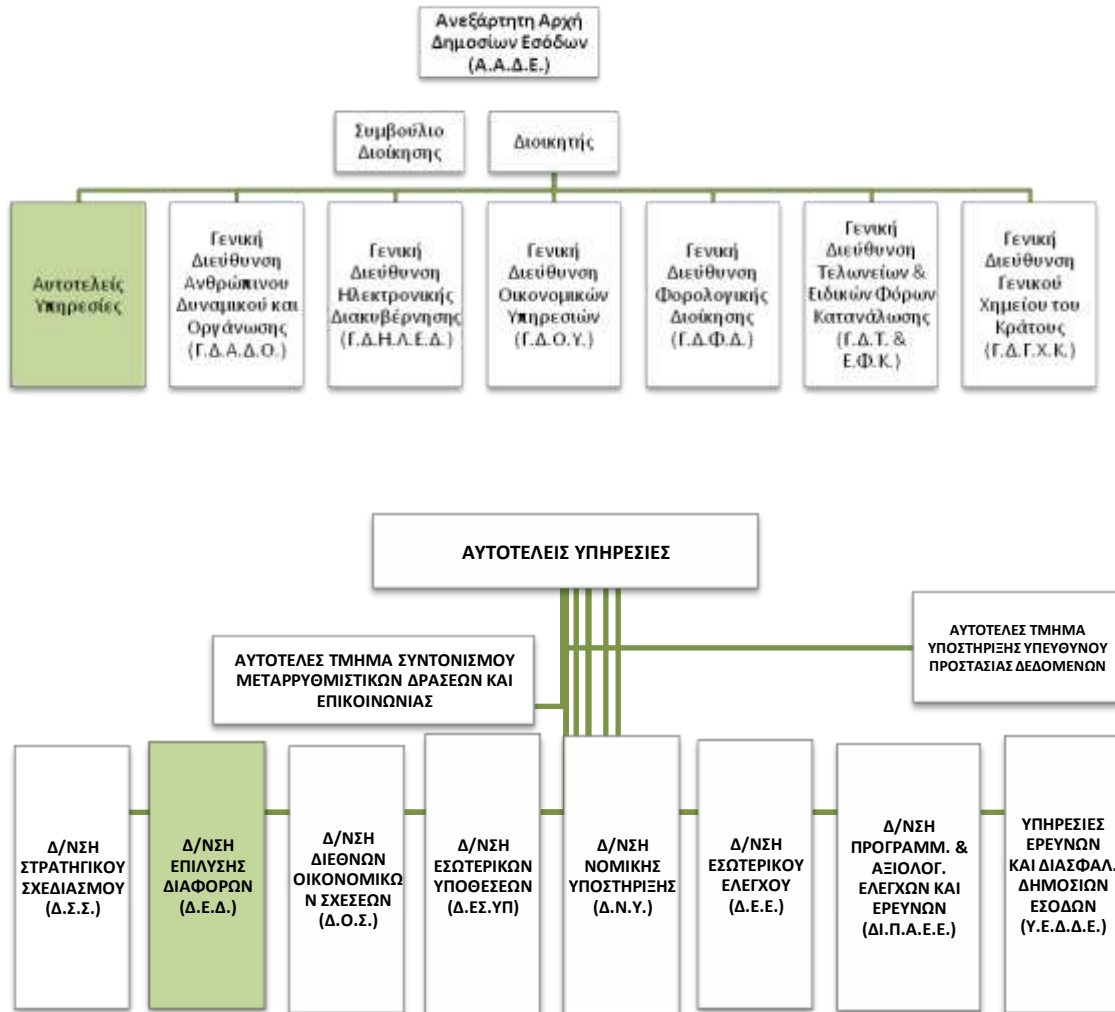 Ανεξάρτητη Αρχή
Δημοσίων Εσόδων
(Α.Α.Δ.Ε.)
Συμβούλιο
Διοίκησης
Διοικητής
Αυτοτελείς
Υπηρεσίες
Γενική
Διεύθυνση
Ανθρώπινου
Δυναμικού και
Οργάνωσης
(Γ.Δ.Α.Δ.Ο.)
Γενική
Διεύθυνση
Ηλεκτρονικής
Διακυβέρνησης
(Γ.Δ.Η.Λ.Ε.Δ.)
Γενική
Διεύθυνση
Οικονομικών
Υπηρεσιών
(Γ.Δ.Ο.Υ.)
Γενική
Διεύθυνση
Φορολογικής
Διοίκησης
(Γ.Δ.Φ.Δ.)
Γενική
Διεύθυνση
Τελωνείων &
Ειδικών Φόρων
Κατανάλωσης
(Γ.Δ.Τ. &
Ε.Φ.Κ.)
Γενική
Διεύθυνση
Γενικού
Χημείου του
Κράτους
(Γ.Δ.Γ.Χ.Κ.)
ΑΥΤΟΤΕΛΕΙΣ ΥΠΗΡΕΣΙΕΣ
ΑΥΤΟΤΕΛΕΣ ΤΜΗΜΑ ΣΥΝΤΟΝΙΣΜΟΥ
ΜΕΤΑΡΡΥΘΜΙΣΤΙΚΩΝ ΔΡΑΣΕΩΝ ΚΑΙ
ΕΠΙΚΟΙΝΩΝΙΑΣ
ΑΥΤΟΤΕΛΕΣ ΤΜΗΜΑ
ΥΠΟΣΤΗΡΙΞΗΣ ΥΠΕΥΘΥΝΟΥ
ΠΡΟΣΤΑΣΙΑΣ ΔΕΔΟΜΕΝΩΝ
Δ/ΝΣΗ
ΣΤΡΑΤΗΓΙΚΟΥ
ΣΧΕΔΙΑΣΜΟΥ
(Δ.Σ.Σ.)
Δ/ΝΣΗ
ΕΠΙΛΥΣΗΣ
ΔΙΑΦΟΡΩΝ
(Δ.Ε.Δ.)
Δ/ΝΣΗ
ΔΙΕΘΝΩΝ
ΟΙΚΟΝΟΜΙΚΩ
Ν ΣΧΕΣΕΩΝ
(Δ.Ο.Σ.)
Δ/ΝΣΗ
ΕΣΩΤΕΡΙΚΩΝ
ΥΠΟΘΕΣΕΩΝ
(Δ.ΕΣ.ΥΠ)
Δ/ΝΣΗ
ΝΟΜΙΚΗΣ
ΥΠΟΣΤΗΡΙΞΗΣ
(Δ.Ν.Υ.)
Δ/ΝΣΗ
ΕΣΩΤΕΡΙΚΟΥ
ΕΛΕΓΧΟΥ
(Δ.Ε.Ε.)
Δ/ΝΣΗ
ΠΡΟΓΡΑΜΜ. &
ΑΞΙΟΛΟΓ.
ΕΛΕΓΧΩΝ ΚΑΙ
ΕΡΕΥΝΩΝ
(ΔΙ.Π.Α.Ε.Ε.)
ΥΠΗΡΕΣΙΕΣ
ΕΡΕΥΝΩΝ
ΚΑΙ ΔΙΑΣΦΑΛ.
ΔΗΜΟΣΙΩΝ
ΕΣΟΔΩΝ
(Υ.Ε.Δ.Δ.Ε.)